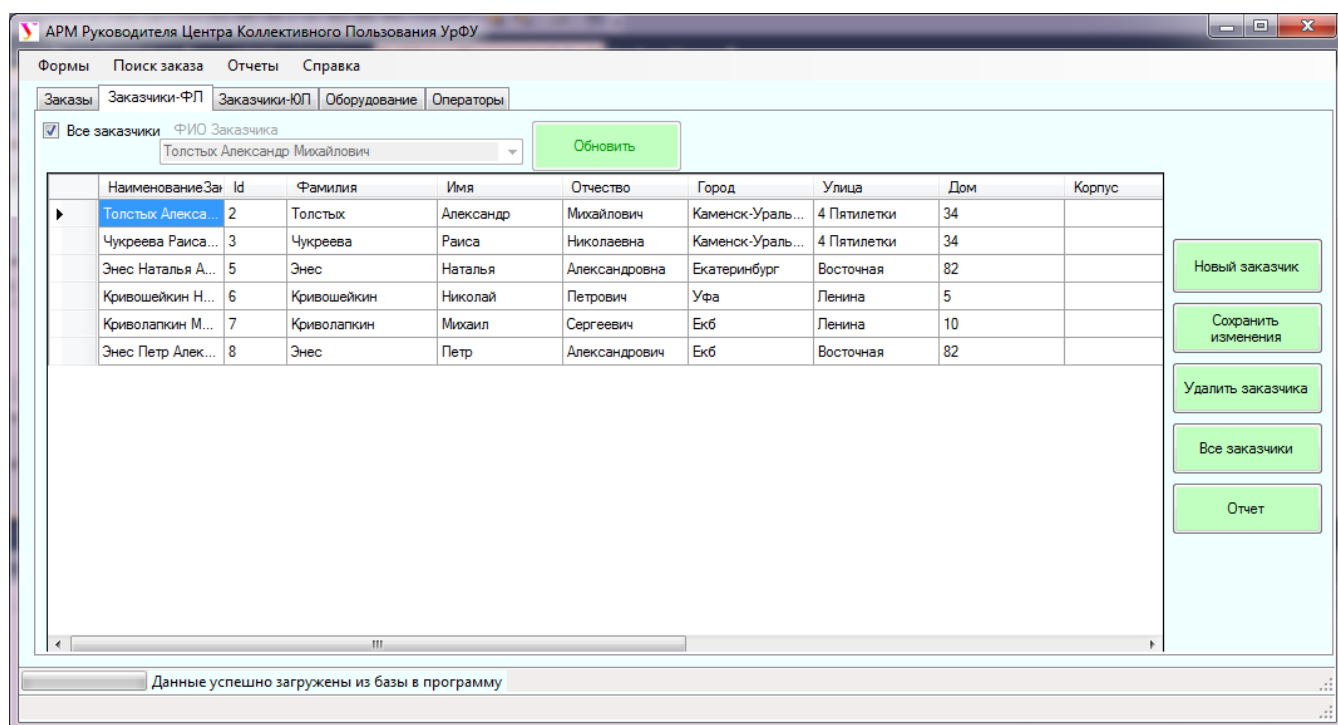 АРМ Руководителя Центра Коллективного Пользования УрФУ
Формы Поиск заказа Отчеты Справка
Заказы Заказчики-ФЛ Заказчики-ЮЛ Оборудование Операторы
Все заказчики ФИО Заказчика
Толстых Александр Михайлович
Обновить
НаименованиеЗак Id Фамилия Имя Отчество Город Улица Дом Корпус
Толстых Алекса... 2 Толстых Александр Михайлович Каменск-Ураль... 4 Пятилетки 34
Чукреева Раиса... 3 Чукреева Раиса Николаевна Каменск-Ураль... 4 Пятилетки 34
Энес Наталья А... 5 Энес Наталья Александровна Екатеринбург Восточная 82
Кривошейкин Н... 6 Кривошейкин Николай Петрович Уфа Ленина 5
Криволапкин М... 7 Криволапкин Михаил Сергеевич Екб Ленина 10
Энес Петр Алек... 8 Энес Петр Александрович Екб Восточная 82
Новый заказчик
Сохранить
изменения
Удалить заказчика
Все заказчики
Отчет
Данные успешно загружены из базы в программу